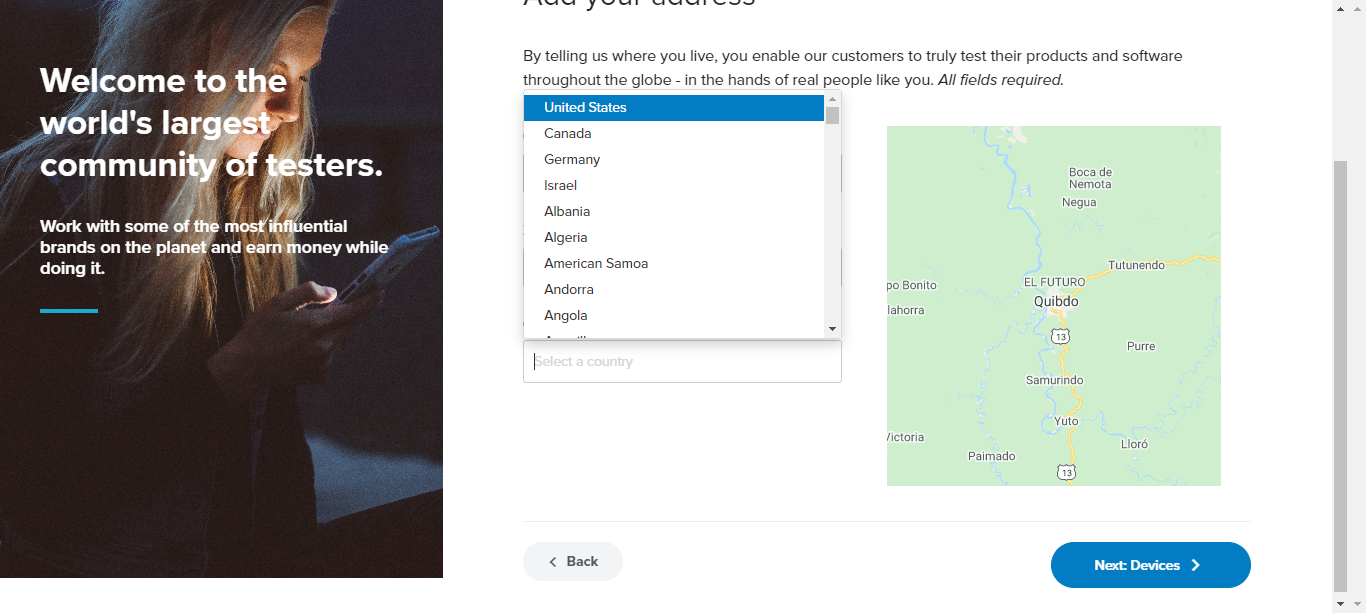 Add your address
Welcome to the
world's largest
community of testers.
Work with some of the most influential
brands on the planet and earn money while
doing it.
By telling us where you live, you enable our customers to truly test their products and software
throughout the globe - in the hands of real people like you. All fields required.
United States
Canada
Germany
Israel
Albania
Algeria
American Samoa
Andorra
Angola
Select a country
Boca de
Nemota
Negua
Tutunendo
EL FUTURO
po Bonito
Quibdo
lahorra
13
Purre
Samurindo
Yuto
Victoria
Lloró
Paimado
13
Back
Next: Devices